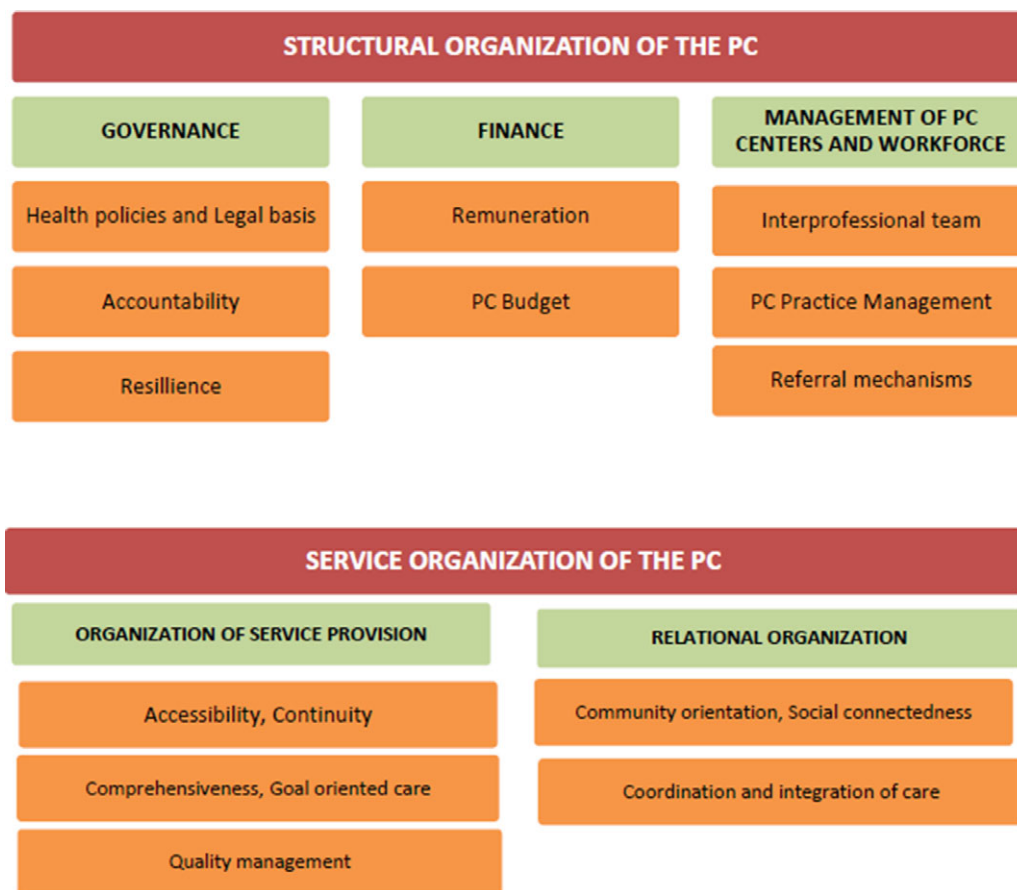 STRUCTURAL ORGANIZATION OF THE PC
GOVERNANCE
Health policies and Legal basis
Accountability
Resillience
FINANCE
Remuneration
PC Budget
MANAGEMENT OF PC
CENTERS AND WORKFORCE
Interprofessional team
PC Practice Management
Referral mechanisms
SERVICE ORGANIZATION OF THE PC
ORGANIZATION OF SERVICE PROVISION
Accessibility, Continuity
Comprehensiveness, Goal oriented care
Quality management
RELATIONAL ORGANIZATION
Community orientation, Social connectedness
Coordination and integration of care